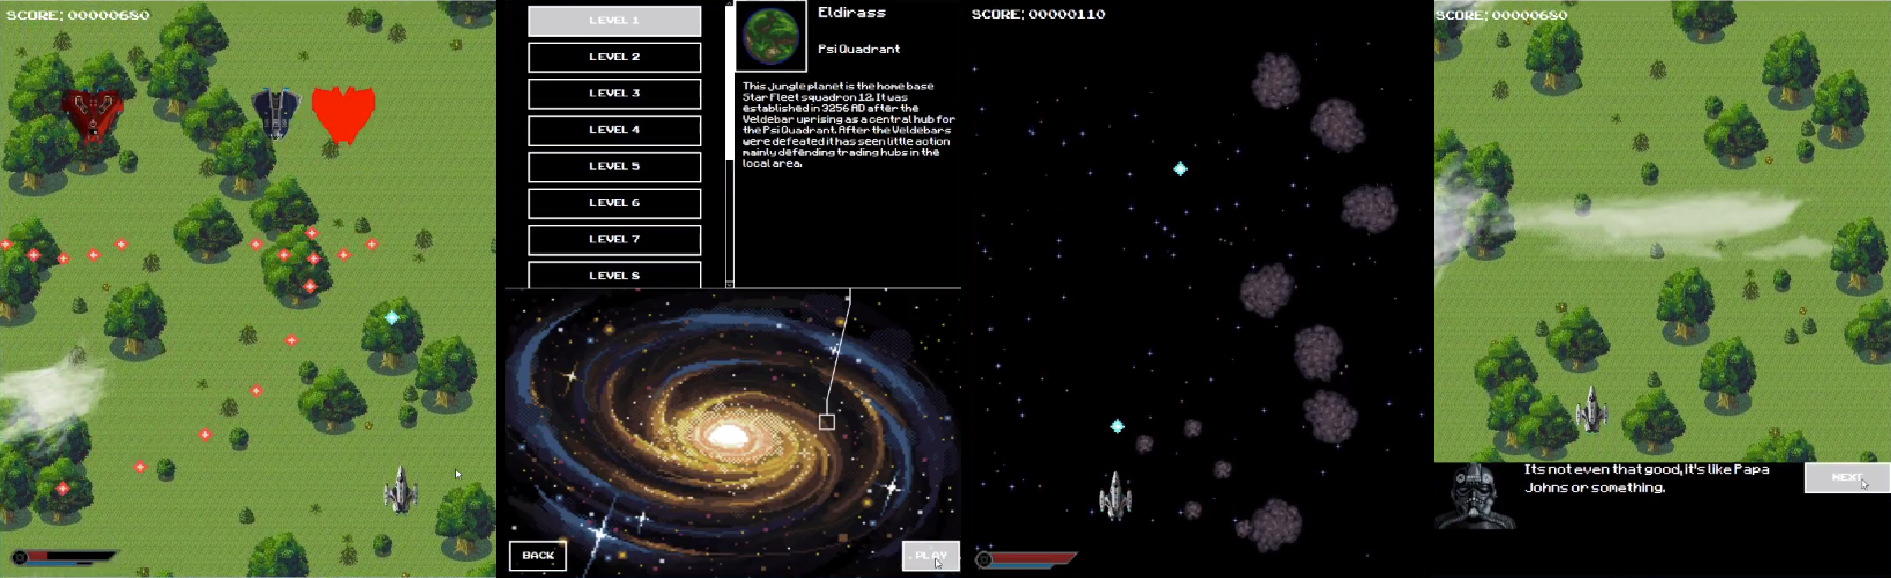 SCORE: 00000680
LEVEL 1
LEVEL 2
LEVEL 3
LEVEL 4
LEVEL 5
LEVEL 6
LEVEL 7
LEVEL 8
Eldirass
Psi Quadrant
This jungle planet is the home base
Star Fleet squadron 12. It was
established in 3256 AD after the
Veldebar uprising as a central hub for
the Psi Quadrant. After the Veldebars
were defeated it has seen little action
mainly defending trading hubs in the
local area.
BACK
PLAY
SCORE: 00000110
SCORE: 00000680
Its not even that good, it's like Papa
Johns or something.
NEXT